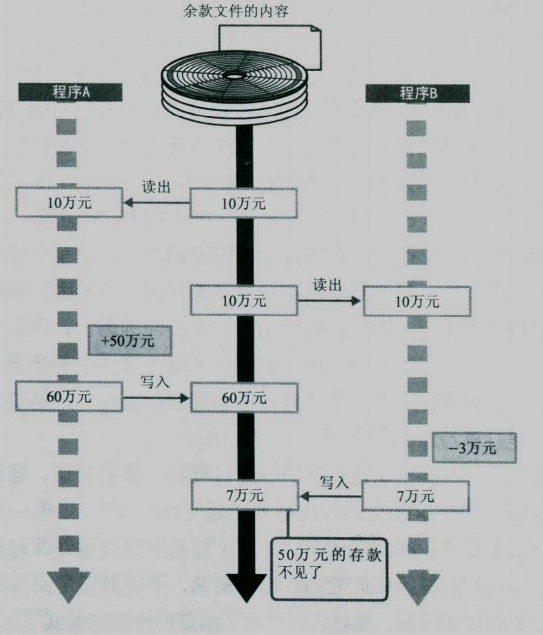 余款文件的内容
程序A
程序B
读出
10万元
10万元
读出
10万元
10万元
+50万元
写入
60万元
60万元
-3万元
写入
7万元
7万元
50万元的存款
不见了